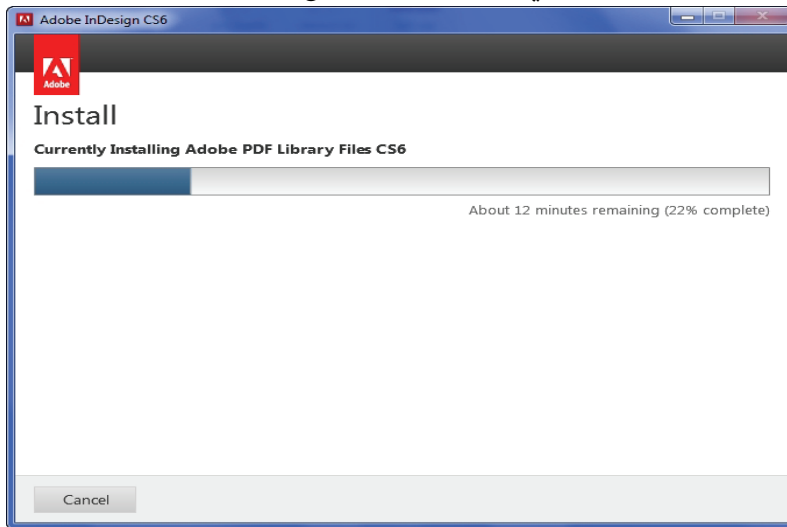 Adobe InDesign CS6
Adobe
Install
Currently Installing Adobe PDF Library Files CS6
About 12 minutes remaining (22% complete)
Cancel